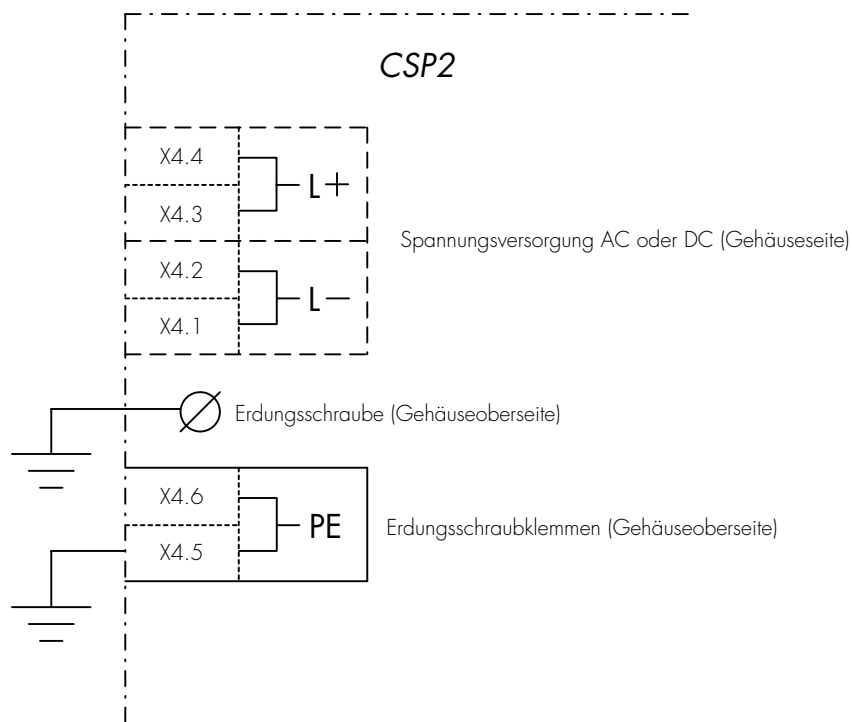 CSP2
X4.4
L+
X4.3
Spannungsversorgung AC oder DC (Gehäuseseite)
X4.2
L−
X4.1
Erdungsschraube (Gehäuseoberseite)
X4.6
PE
Erdungsschraubklemmen (Gehäuseoberseite)
X4.5